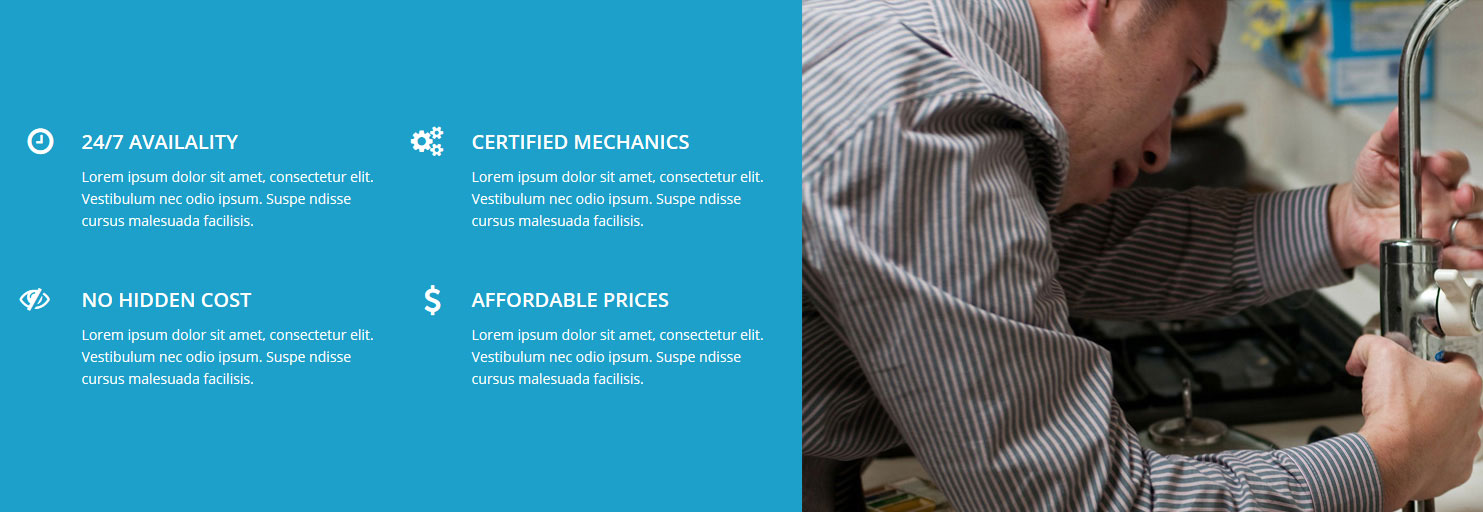 24/7 AVAILALITY
Lorem ipsum dolor sit amet, consectetur elit.
Vestibulum nec odio ipsum. Suspe ndisse
cursus malesuada facilisis.
CERTIFIED MECHANICS
Lorem ipsum dolor sit amet, consectetur elit.
Vestibulum nec odio ipsum. Suspe ndisse
cursus malesuada facilisis.
NO HIDDEN COST
Lorem ipsum dolor sit amet, consectetur elit.
Vestibulum nec odio ipsum. Suspe ndisse
cursus malesuada facilisis.
AFFORDABLE PRICES
Lorem ipsum dolor sit amet, consectetur elit.
Vestibulum nec odio ipsum. Suspe ndisse
cursus malesuada facilisis.